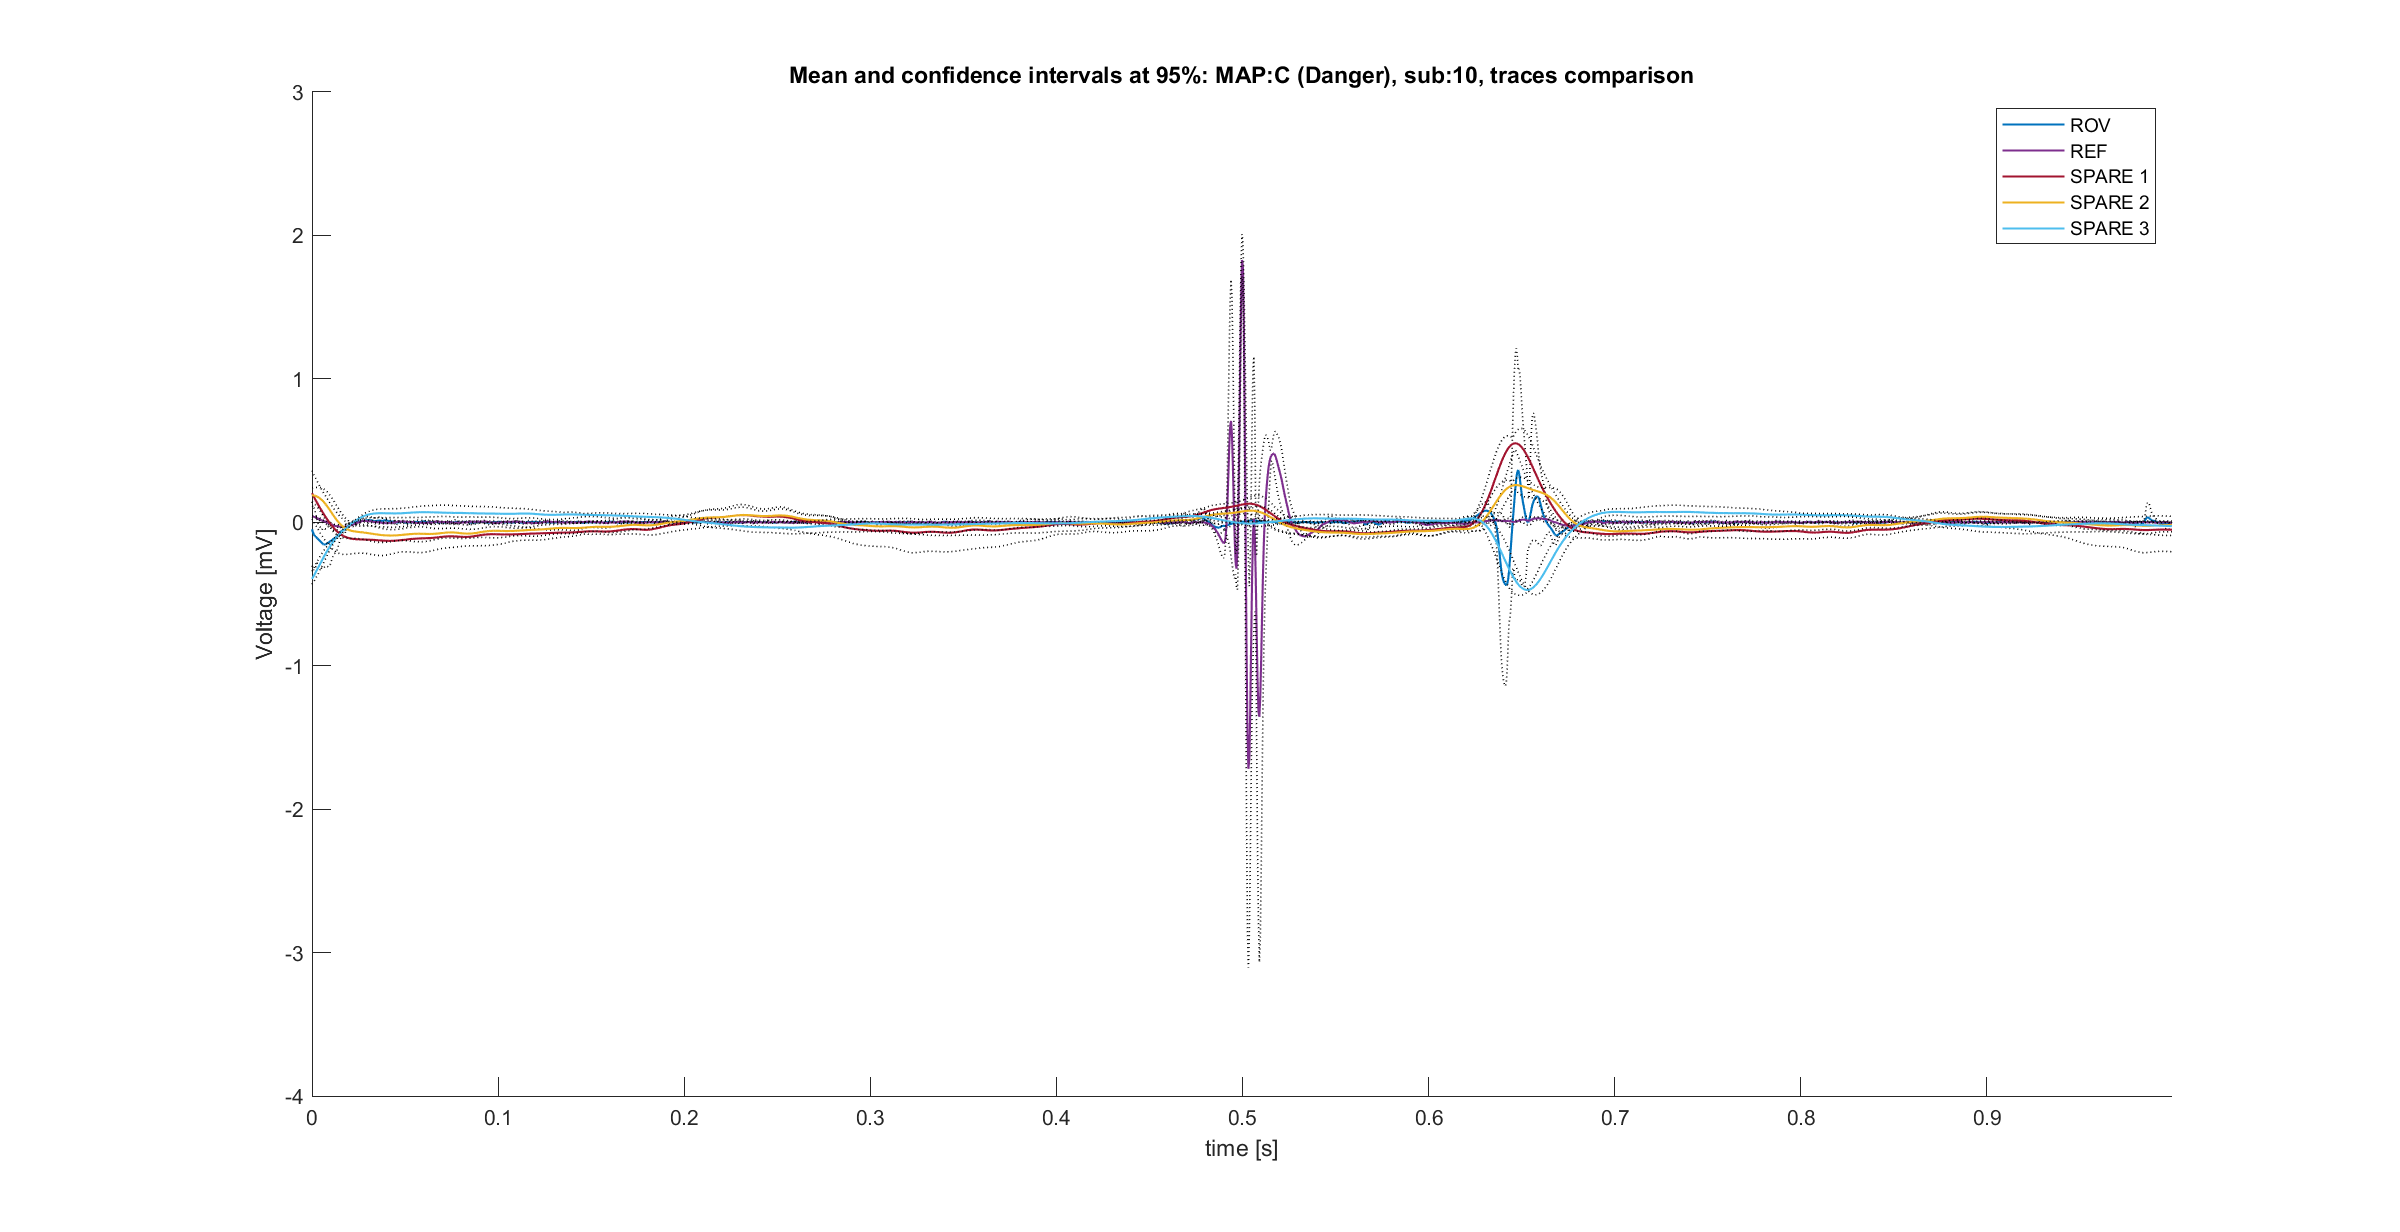 Mean and confidence intervals at 95%: MAP:C (Danger), sub:10, traces comparison
3
2
1
0
-1
-2
-3
-4
Voltage [mV]
ROV
REF
SPARE 1
SPARE 2
SPARE 3
0 0.1 0.2 0.3 0.4 0.5 0.6 0.7 0.8 0.9
time [s]